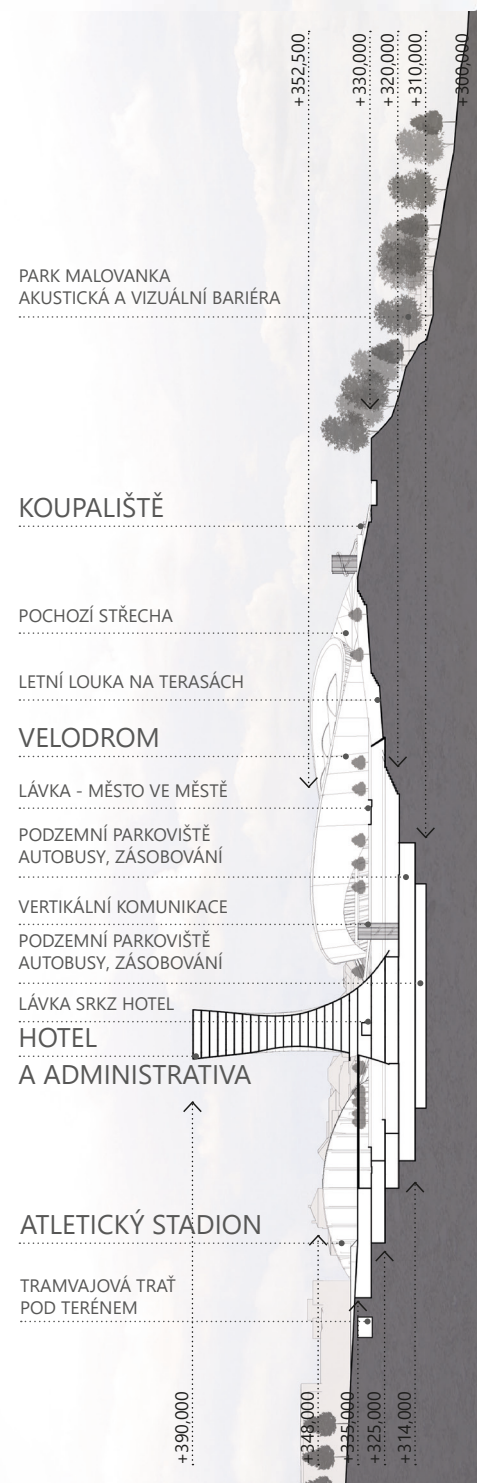 +352,500
+330,000
+320,000
+310,000
+300,000
PARK MALOVANKA
AKUSTICKÁ A VIZUÁLNÍ BARIÉRA
KOUPALIŠTĚ
POCHOZÍ STŘECHA
LETNÍ LOUKA NA TERASÁCH
VELODROM
LÁVKA - MĚSTO VE MĚSTĚ
PODZEMNÍ PARKOVIŠTĚ
AUTOBUSY, ZÁSOBOVÁNÍ
VERTIKÁLNÍ KOMUNIKACE
PODZEMNÍ PARKOVIŠTĚ
AUTOBUSY, ZÁSOBOVÁNÍ
LÁVKA SRKZ HOTEL
HOTEL
A ADMINISTRATIVA
ATLETICKÝ STADION
TRAMVAJOVÁ TRAŤ
POD TERÉNEM
+390,000
+348,000
+335,000
+325,000
+314,000